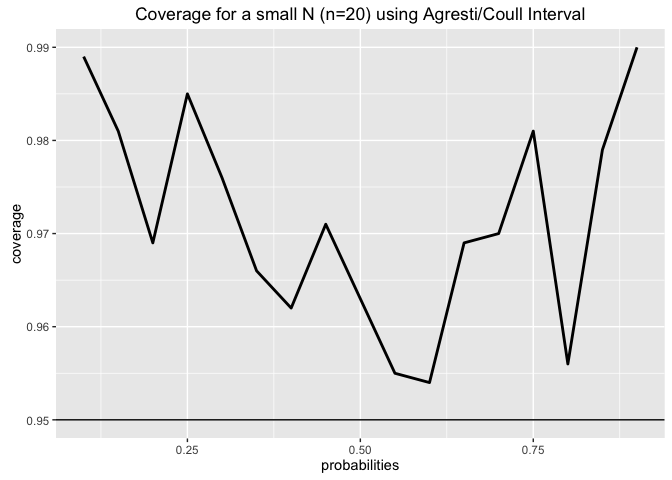 Coverage for a small N (n=20) using Agresti/Coull Interval
0.99
0.98
0.97
0.96
0.95
coverage
0.25 0.50 0.75
probabilities